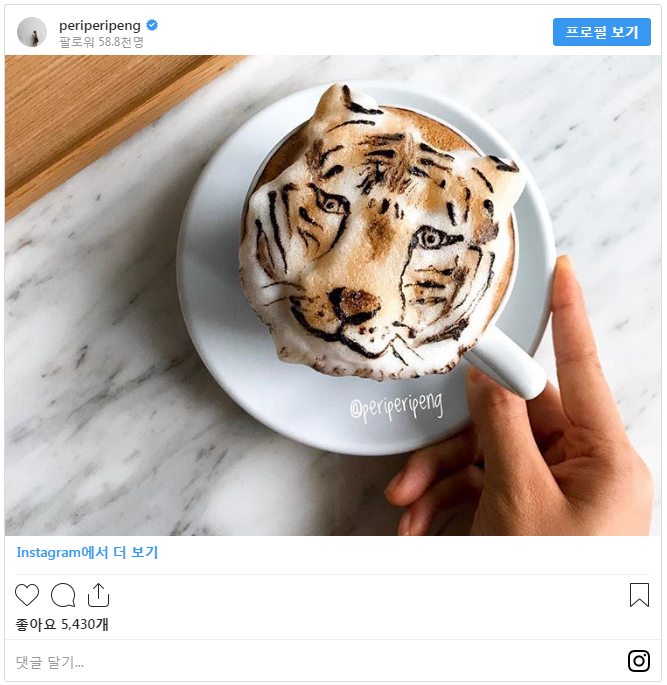 periperipeng
팔로워 58.8천명
프로필 보기
@periperipeng
Instagram에서 더 보기
좋아요 5,430개
댓글 달기...